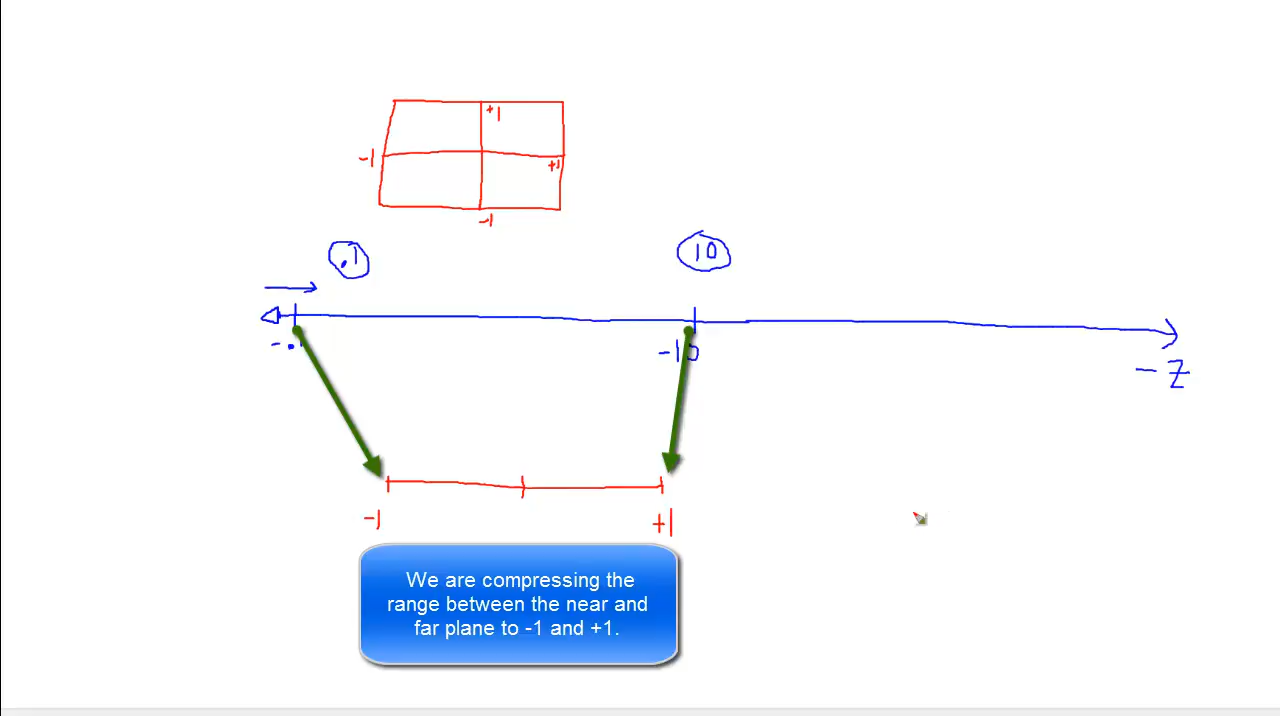 +1
-1
+1
-1
.1
10
-.1
-10
-Z
-1
+1
We are compressing the
range between the near and
far plane to -1 and +1.